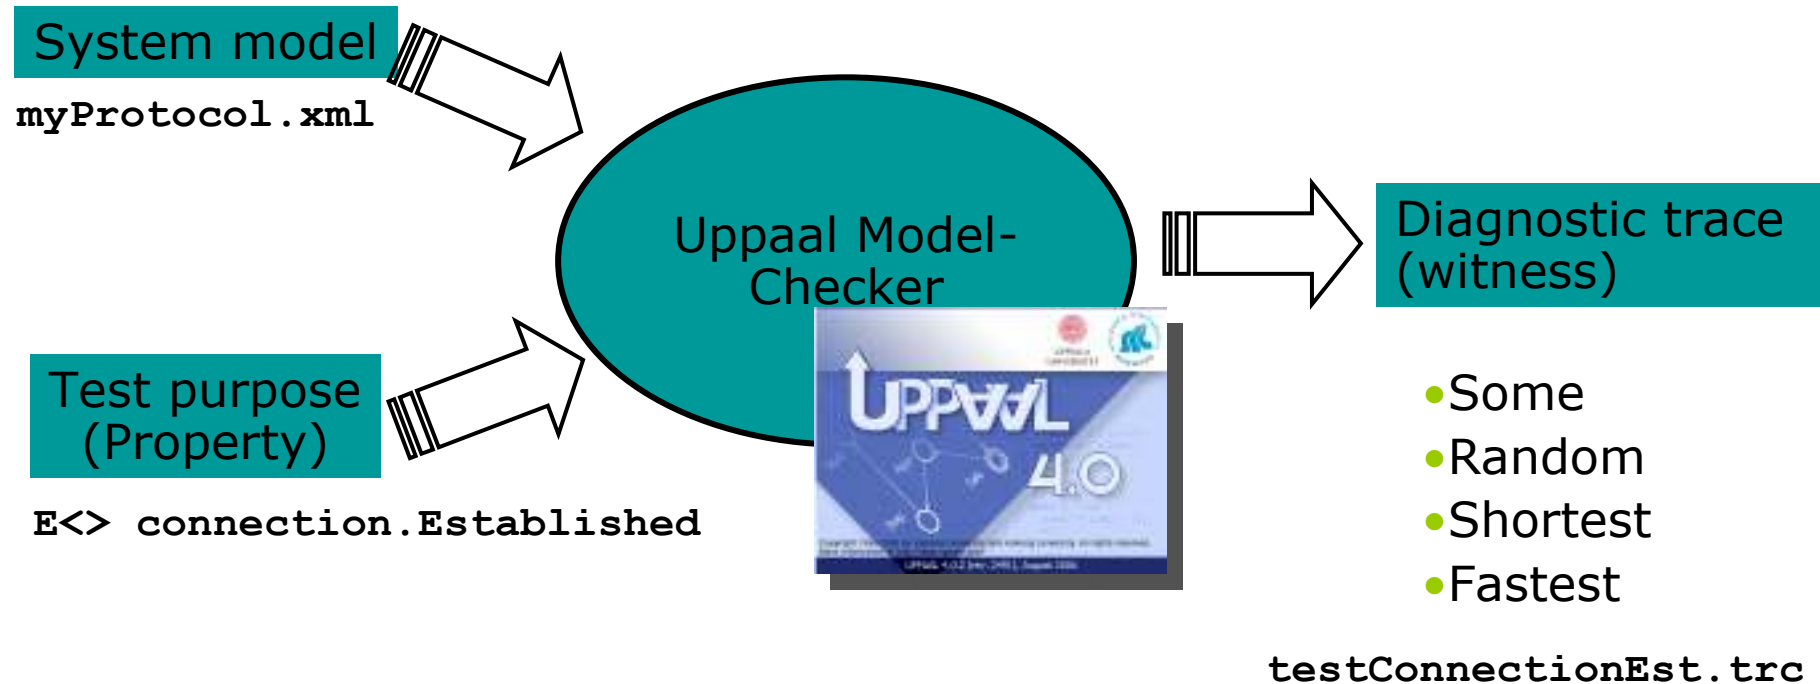 System model
myProtocol.xml
Uppaal Model-
Checker
Test purpose
(Property)
E<> connection.Established
UPPAAL
4.0
Diagnostic trace
(witness)
•Some
•Random
•Shortest
•Fastest
testConnectionEst.trc